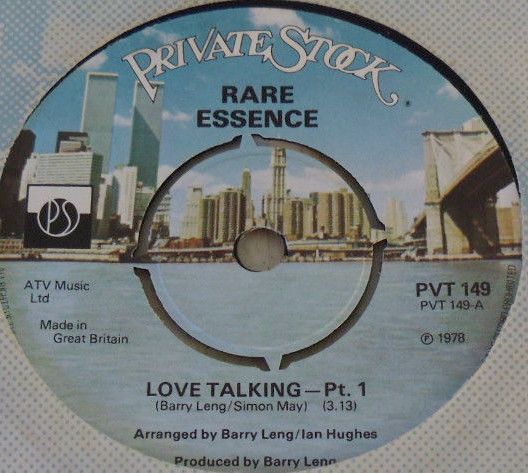 PRIVATE STOCK
RARE
ESSENCE
PS
ATV Music
Ltd
Made in
Great Britain
PVT 149
PVT 149-A
Ⓟ 1978
LOVE TALKING—Pt. 1
(Barry Leng/Simon May) (3.13)
Arranged by Barry Leng/Ian Hughes
Produced by Barry Leng